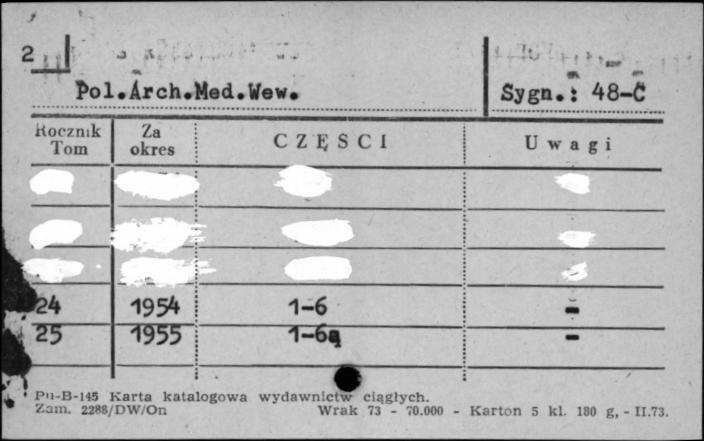 2
Pol.Arch.Med.Wew. Sygn.: 48-C
Rocznik Tom Za okres CZĘŚCI Uwagi
24 1954 1-6 -
25 1955 1-6ą -
Pu-B-145 Karta katalogowa wydawnictw ciągłych.
Zam. 2288/DW/On Wrak 73 - 70.000 - Karton 5 kl. 180 g, - II.73.